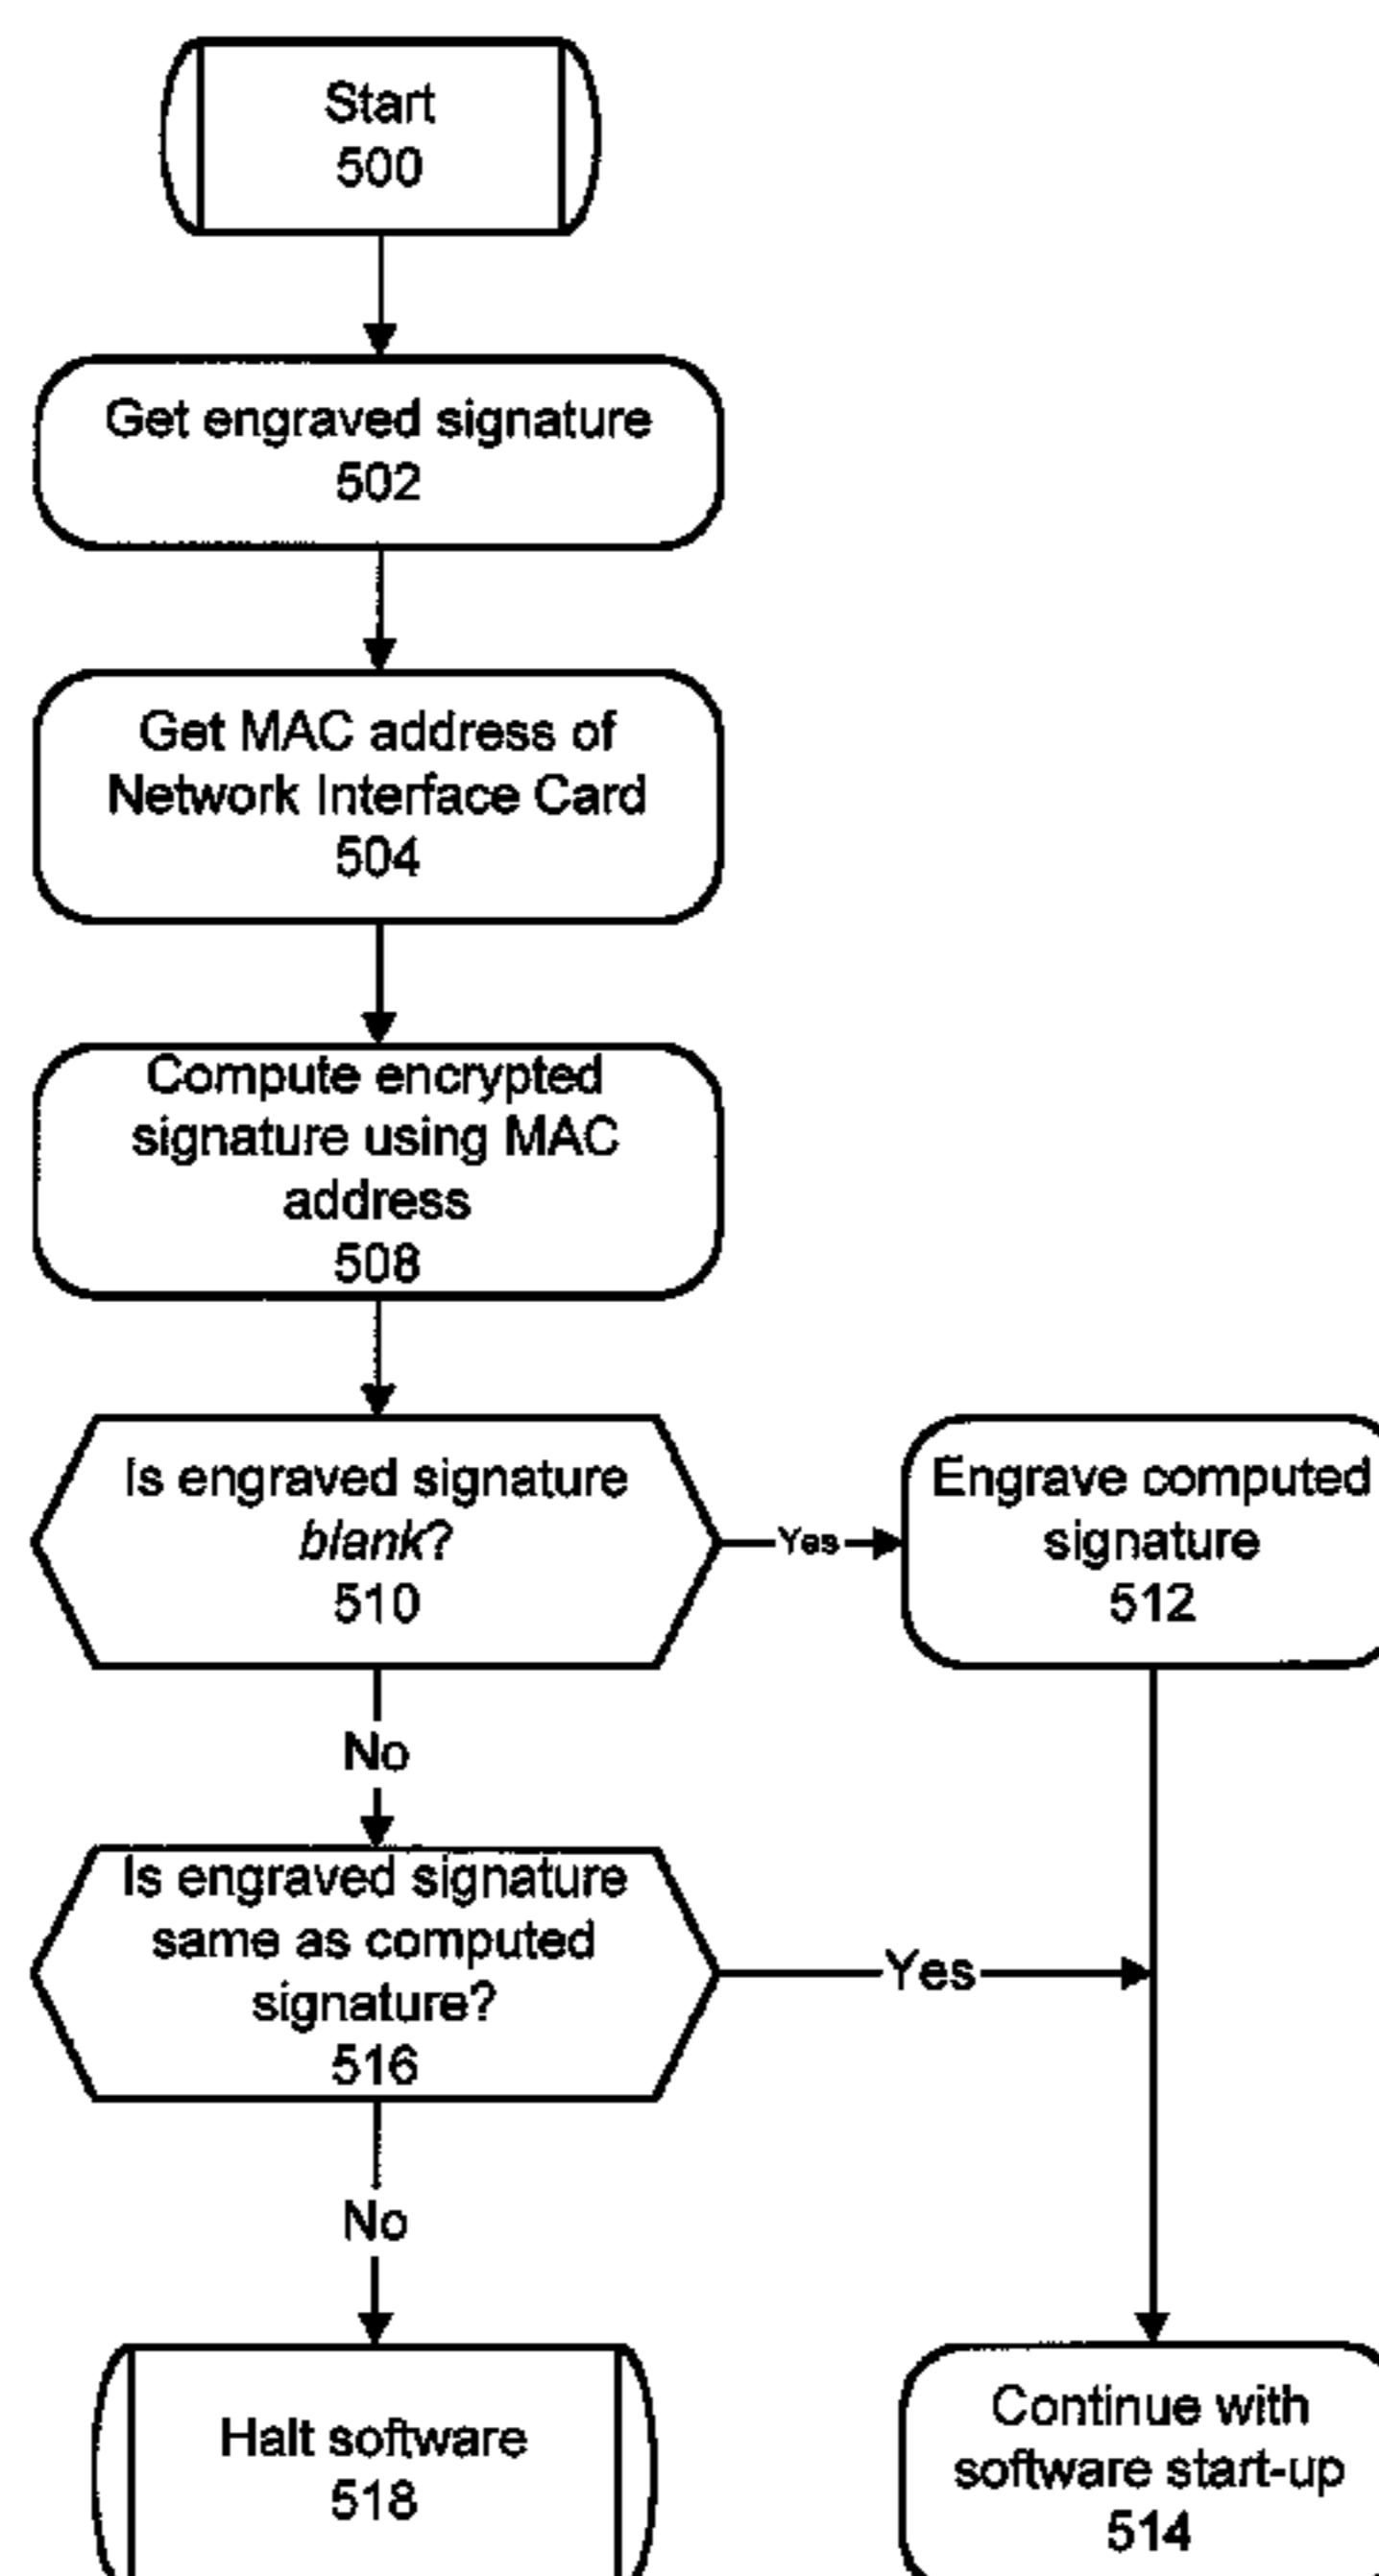 Start
500
Get engraved signature
502
Get MAC address of
Network Interface Card
504
Compute encrypted
signature using MAC
address
508
Is engraved signature
blank?
510
Yes
Engrave computed
signature
512
No
Is engraved signature
same as computed
signature?
516
Yes
No
Halt software
518
Continue with
software start-up
514